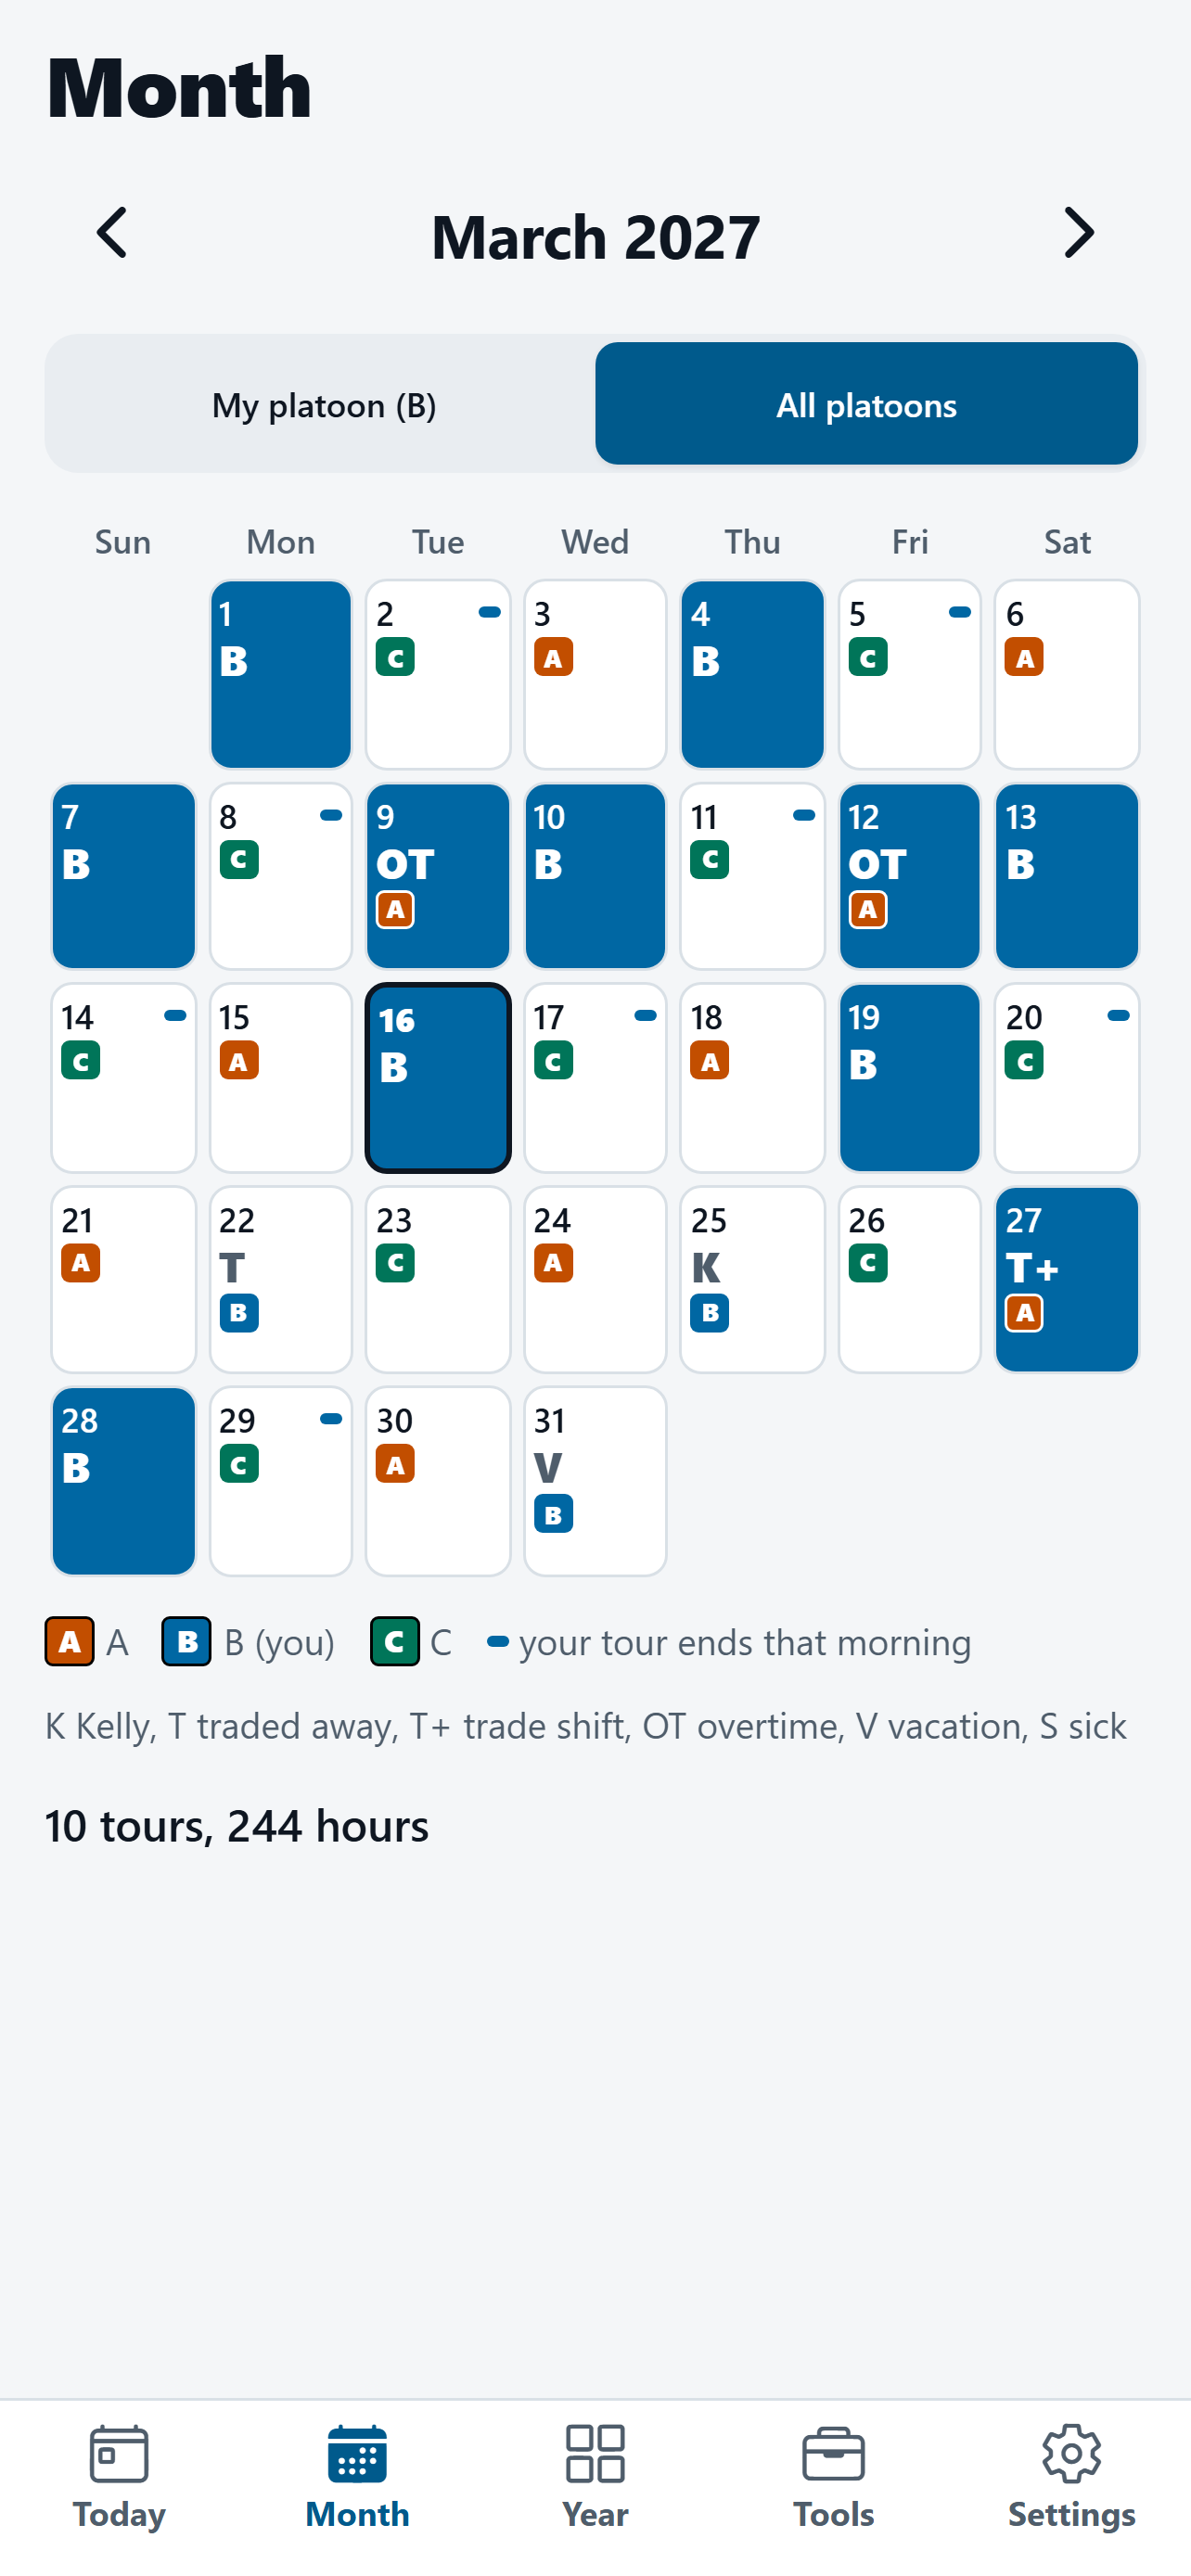 Month
March 2027
My platoon (B) All platoons
Sun Mon Tue Wed Thu Fri Sat
1 2 3 4 5 6
B C A B C A
7 8 9 10 11 12 13
B C OT B C OT B
A A
14 15 16 17 18 19 20
C A B C A B C
21 22 23 24 25 26 27
A T C A K C T+
B B A
28 29 30 31
B C A V
B
A A B B (you) C C your tour ends that morning
K Kelly, T traded away, T+ trade shift, OT overtime, V vacation, S sick
10 tours, 244 hours
Today Month Year Tools Settings